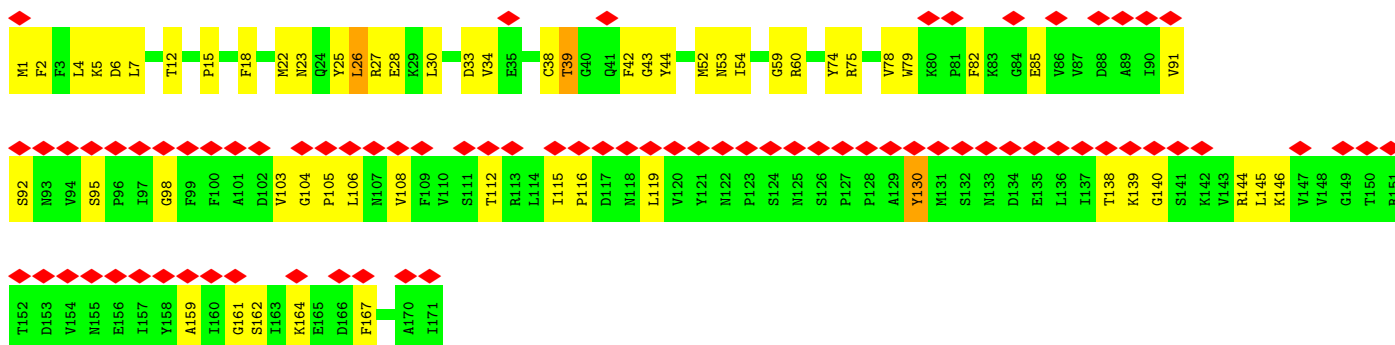 M1 F2 F3 L4 K5 D6 L7 T12 P15 F18 M22 N23 Q24 Y25 L26 R27 E28 K29 L30 D33 V34 E35 C38 T39 G40 Q41 F42 G43 Y44 M52 N53 I54 G59 R60 Y74 R75 V78 W79 K80 P81 F82 K83 G84 E85 V86 V87 D88 A89 I90 V91
S92 N93 V94 S95 P96 I97 G98 F99 F100 A101 D102 V103 G104 P105 L106 N107 V108 F109 V110 S111 T112 R113 L114 I115 P116 D117 N118 L119 V120 Y121 N122 P123 S124 N125 S126 P127 P128 A129 Y130 M131 S132 N133 D134 E135 L136 I137 T138 K139 G140 S141 K142 V143 R144 L145 K146 V147 V148 G149 T150 R151
T152 D153 V154 N155 E156 I157 Y158 A159 I160 G161 S162 I163 K164 E165 D166 F167 A170 I171